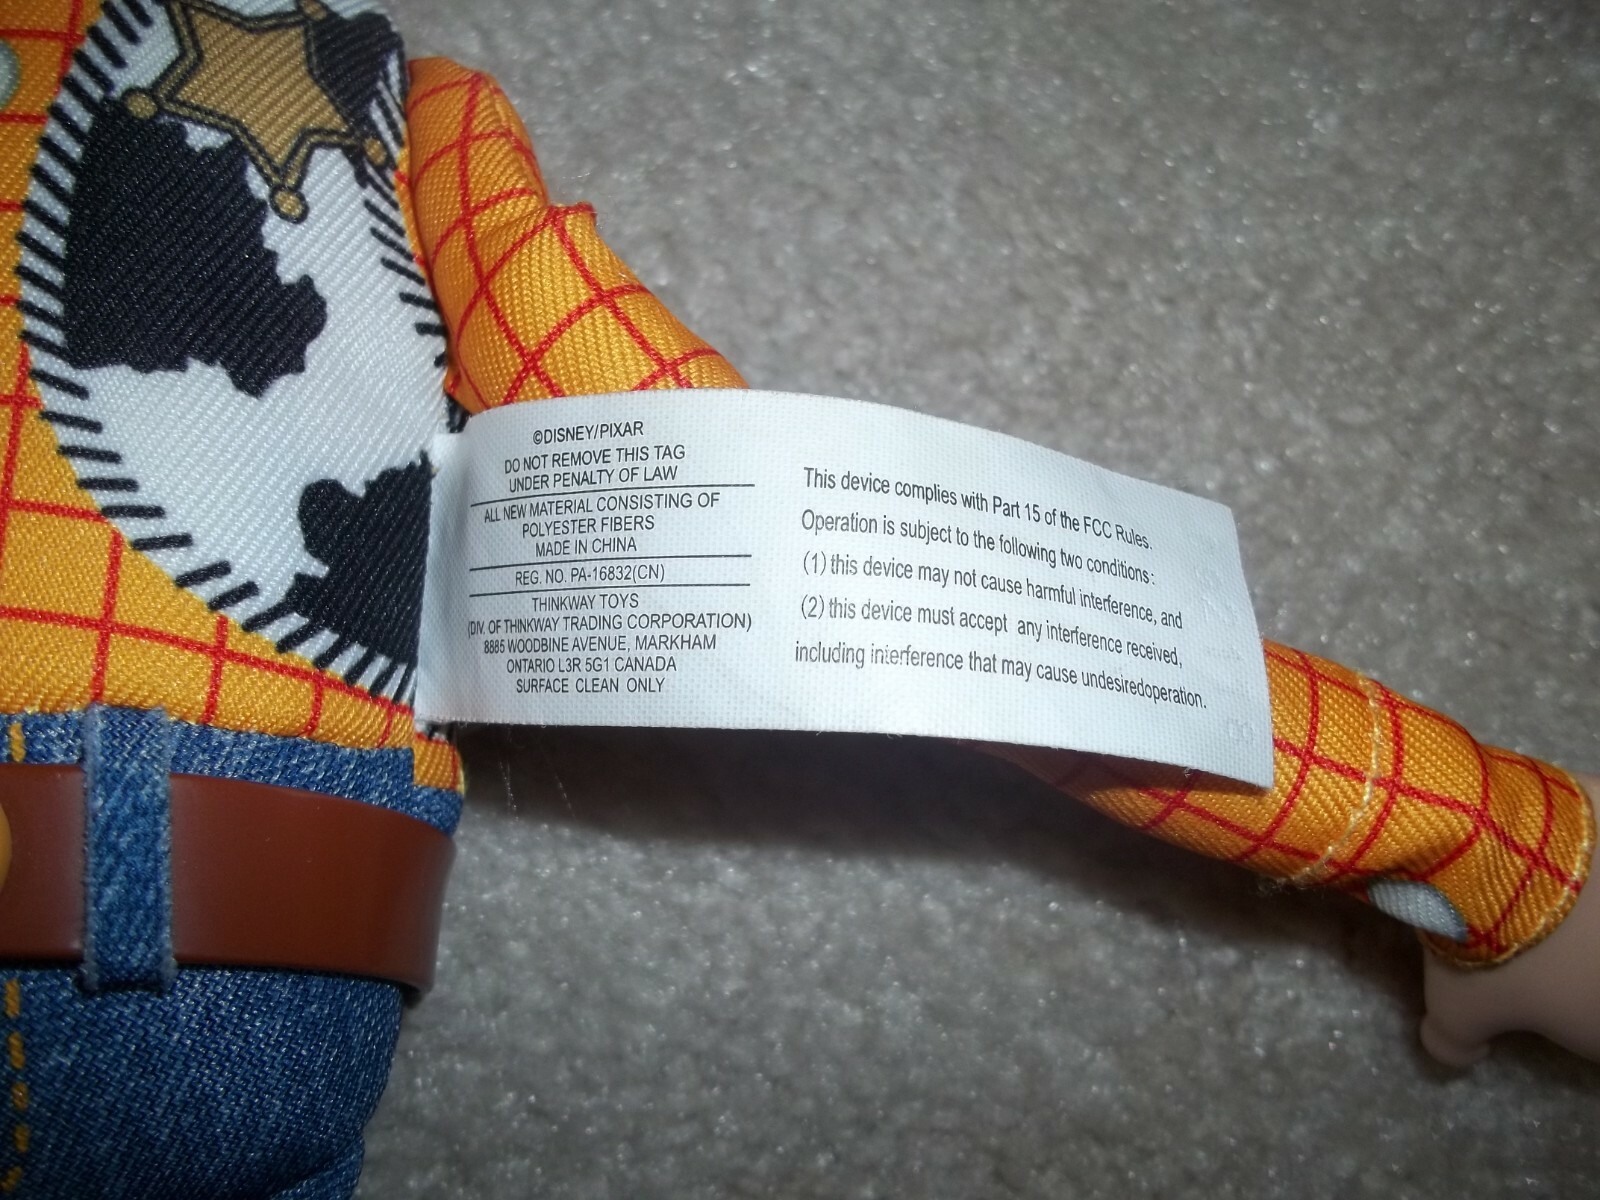 ©DISNEY/PIXAR
DO NOT REMOVE THIS TAG
UNDER PENALTY OF LAW
ALL NEW MATERIAL CONSISTING OF
POLYESTER FIBERS
MADE IN CHINA
REG. NO. PA-16832(CN)
THINKWAY TOYS
(DIV. OF THINKWAY TRADING CORPORATION)
8885 WOODBINE AVENUE, MARKHAM
ONTARIO L3R 5G1 CANADA
SURFACE CLEAN ONLY
This device complies with Part 15 of the FCC Rules.
Operation is subject to the following two conditions:
(1) this device may not cause harmful interference, and
(2) this device must accept any interference received,
including interference that may cause undesiredoperation.